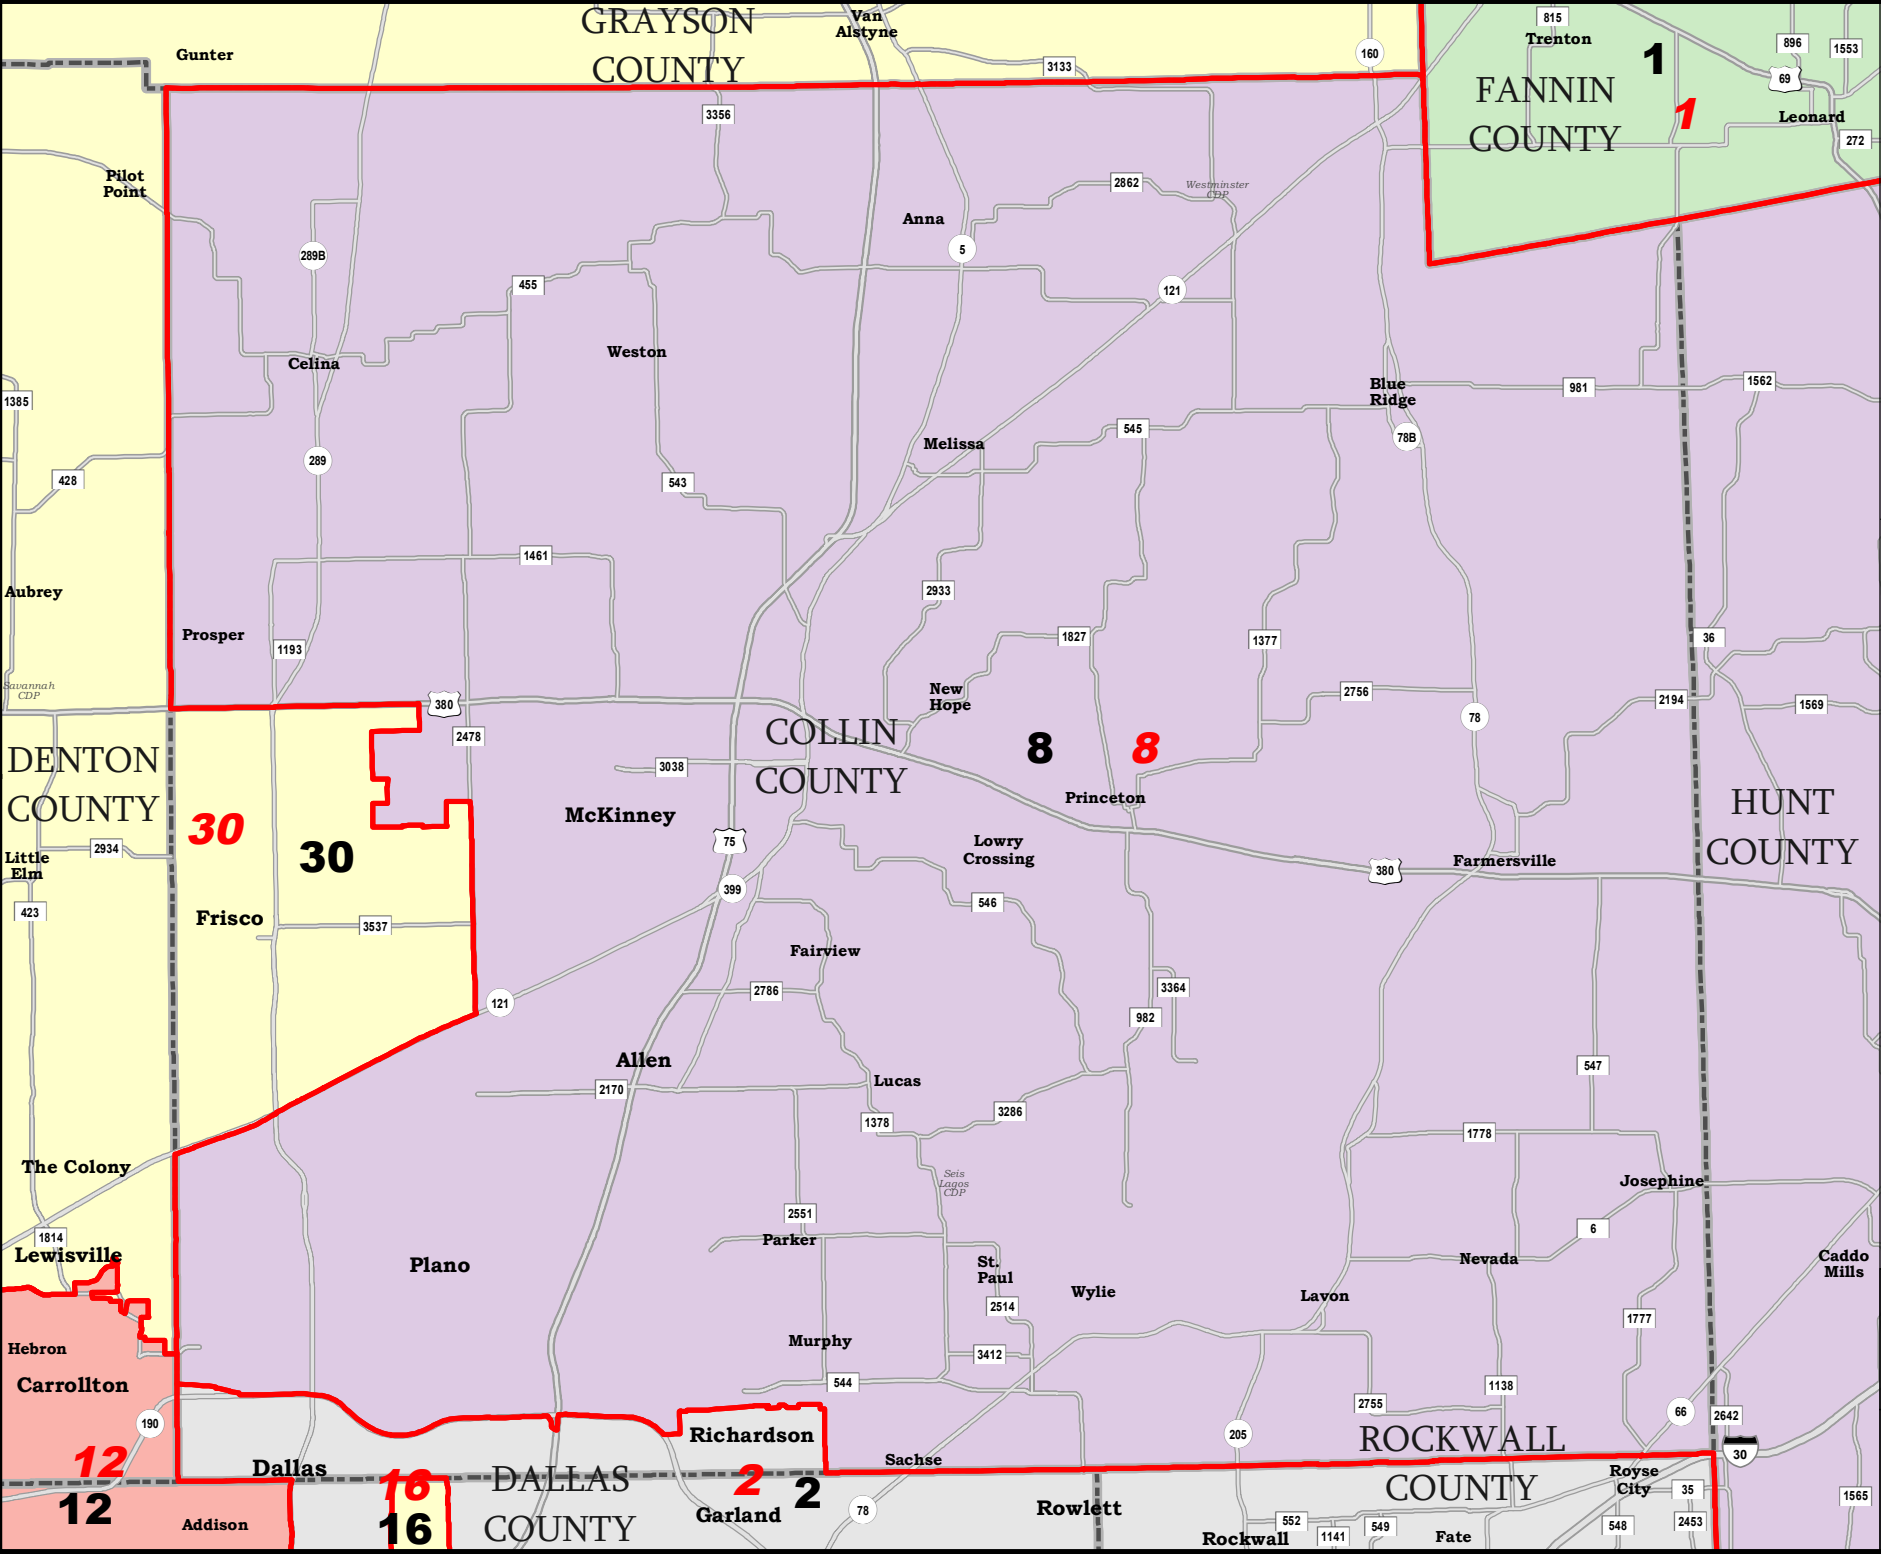 GRAYSON
COUNTY
Van
Alstyne
Gunter
3133
160
815
Trenton
1
896
1553
69
FANNIN
COUNTY
1
Leonard
272
3356
Pilot
Point
2862
Westminster
CDP
Anna
5
289B
455
121
Weston
Celina
Blue
Ridge
981
1562
1385
545
78B
Melissa
289
428
543
1461
Aubrey
2933
Prosper
1193
1827
1377
36
Savannah
CDP
New
Hope
2756
2194
1569
380
78
2478
COLLIN
COUNTY
8
8
DENTON
COUNTY
3038
Princeton
HUNT
COUNTY
McKinney
30
30
75
2934
Little
Elm
Lowry
Crossing
380
Farmersville
399
423
546
Frisco
3537
Fairview
2786
3364
121
982
Allen
547
2170
Lucas
3286
1378
1778
The Colony
Seis
Lagos
CDP
Josephine
2551
6
1814
Parker
Lewisville
Plano
St.
Paul
Nevada
Caddo
Mills
Wylie
Lavon
2514
1777
Murphy
Hebron
3412
Carrollton
544
1138
2755
66
2642
190
Richardson
205
ROCKWALL
COUNTY
30
12
Dallas
Sachse
16
DALLAS
COUNTY
2
2
Royse
City
35
1565
12
78
Garland
Rowlett
16
Addison
552
1141
549
548
2453
Rockwall
Fate